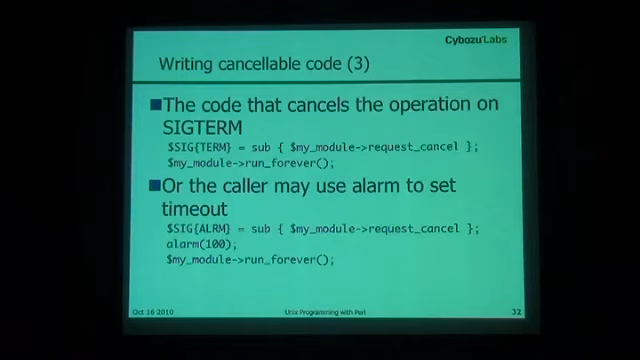 Cybozu Labs
Writing cancellable code (3)
The code that cancels the operation on
SIGTERM
$SIG{TERM} = sub { $my_module->request_cancel };
$my_module->run_forever();
Or the caller may use alarm to set
timeout
$SIG{ALRM} = sub { $my_module->request_cancel };
alarm(100);
$my_module->run_forever();
Oct 16 2010
Unix Programming with Perl
32